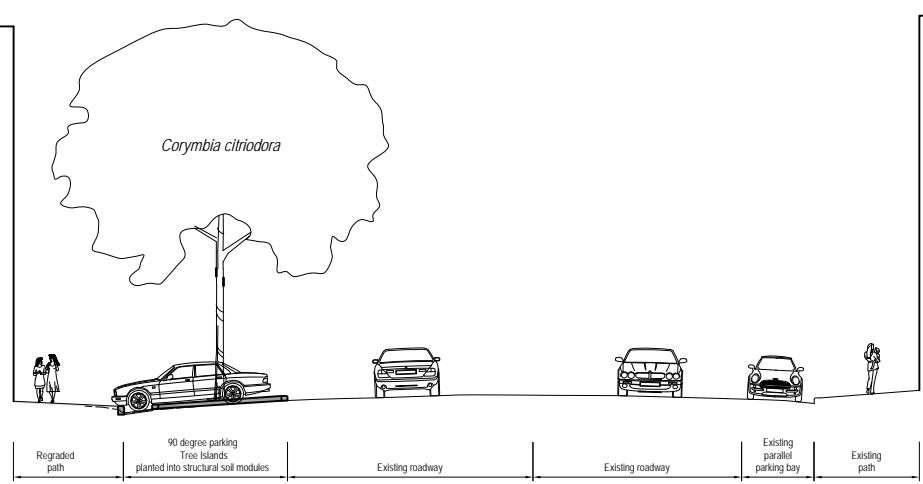 Corymbia citriodora
Regraded
path
90 degree parking
Tree Islands
planted into structural soil modules
Existing roadway
Existing roadway
Existing
parallel
parking bay
Existing
path